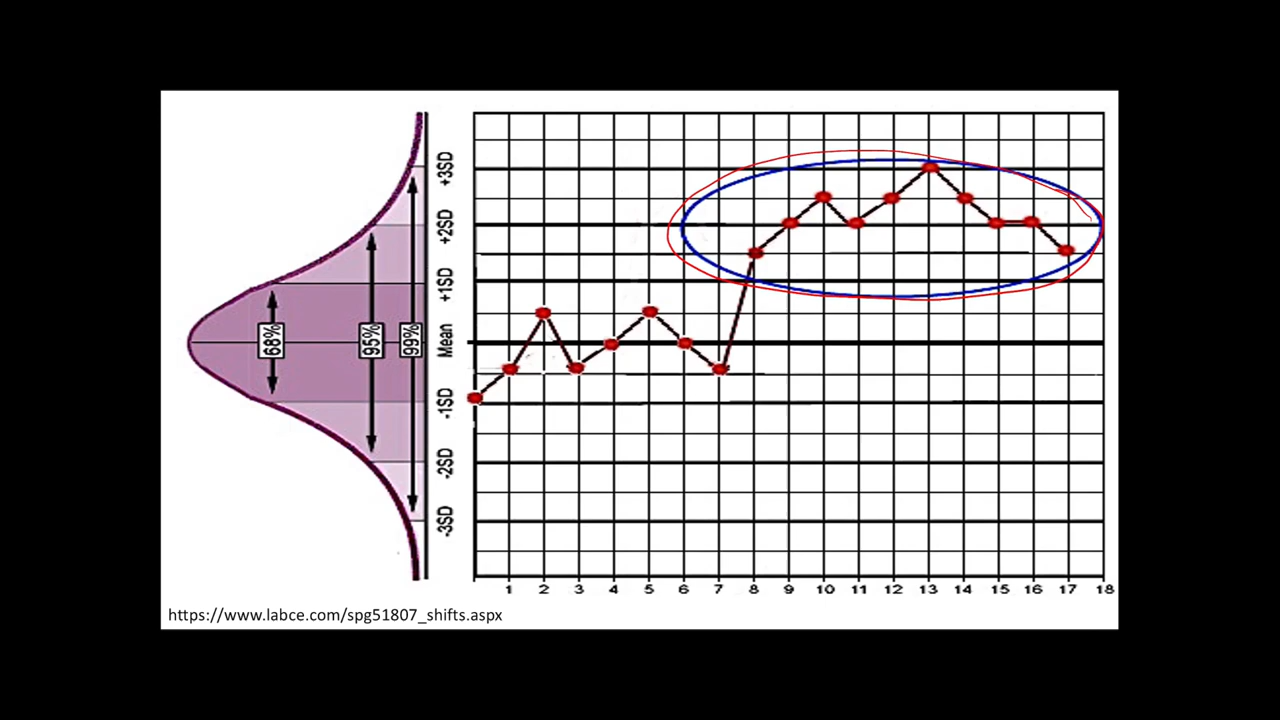 +3SD
+2SD
+1SD
Mean
-1SD
-2SD
-3SD
68%
95%
99%
1 2 3 4 5 6 7 8 9 10 11 12 13 14 15 16 17 18
https://www.labce.com/spg51807_shifts.aspx